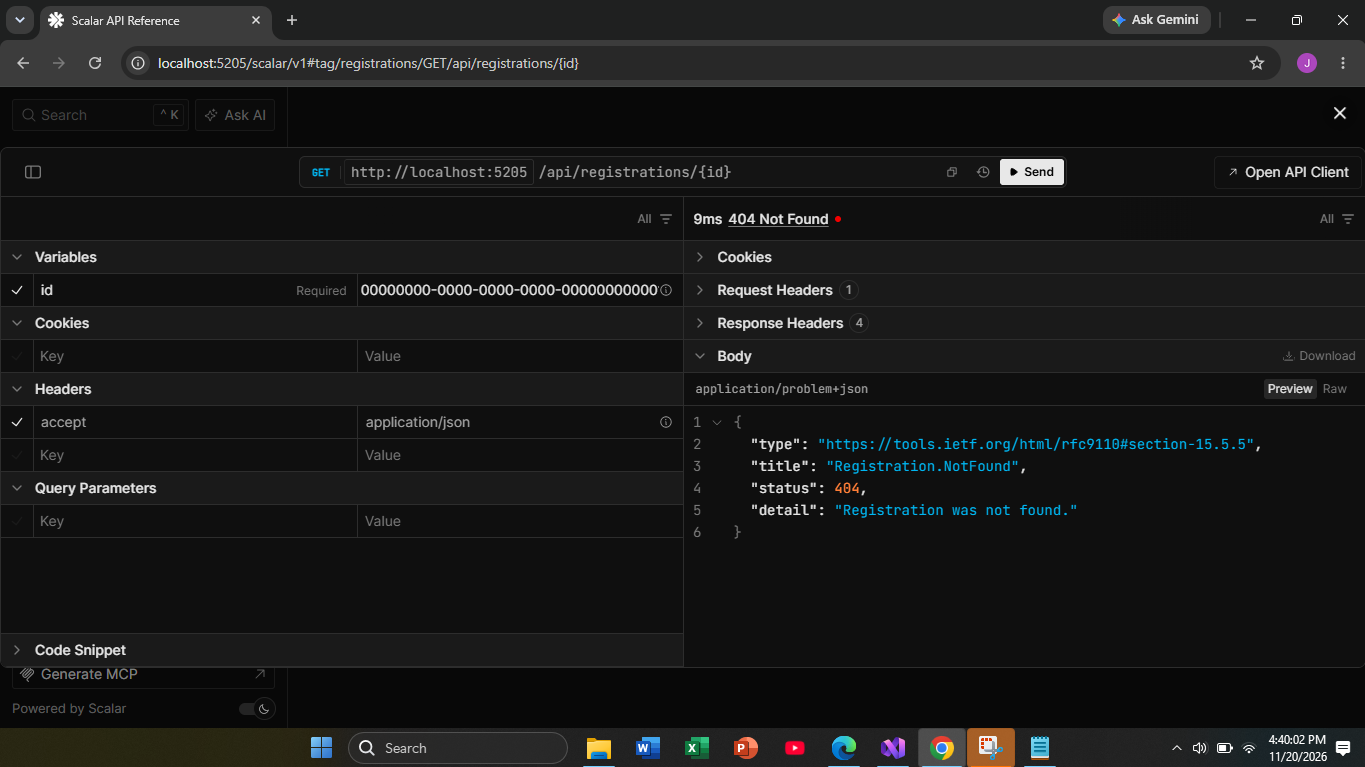 Scalar API Reference
Ask Gemini
localhost:5205/scalar/v1#tag/registrations/GET/api/registrations/{id}
J
Search ^ K Ask AI
GET http://localhost:5205 /api/registrations/{id} Send Open API Client
All
9ms 404 Not Found All
Variables
id Required 00000000-0000-0000-0000-00000000000
Cookies
Key Value
Headers
accept application/json
Key Value
Query Parameters
Key Value
Code Snippet
Cookies
Request Headers 1
Response Headers 4
Body Download
application/problem+json Preview Raw
1 {
2 "type": "https://tools.ietf.org/html/rfc9110#section-15.5.5",
3 "title": "Registration.NotFound",
4 "status": 404,
5 "detail": "Registration was not found."
6 }
Generate MCP
Powered by Scalar
Search
4:40:02 PM
11/20/2026